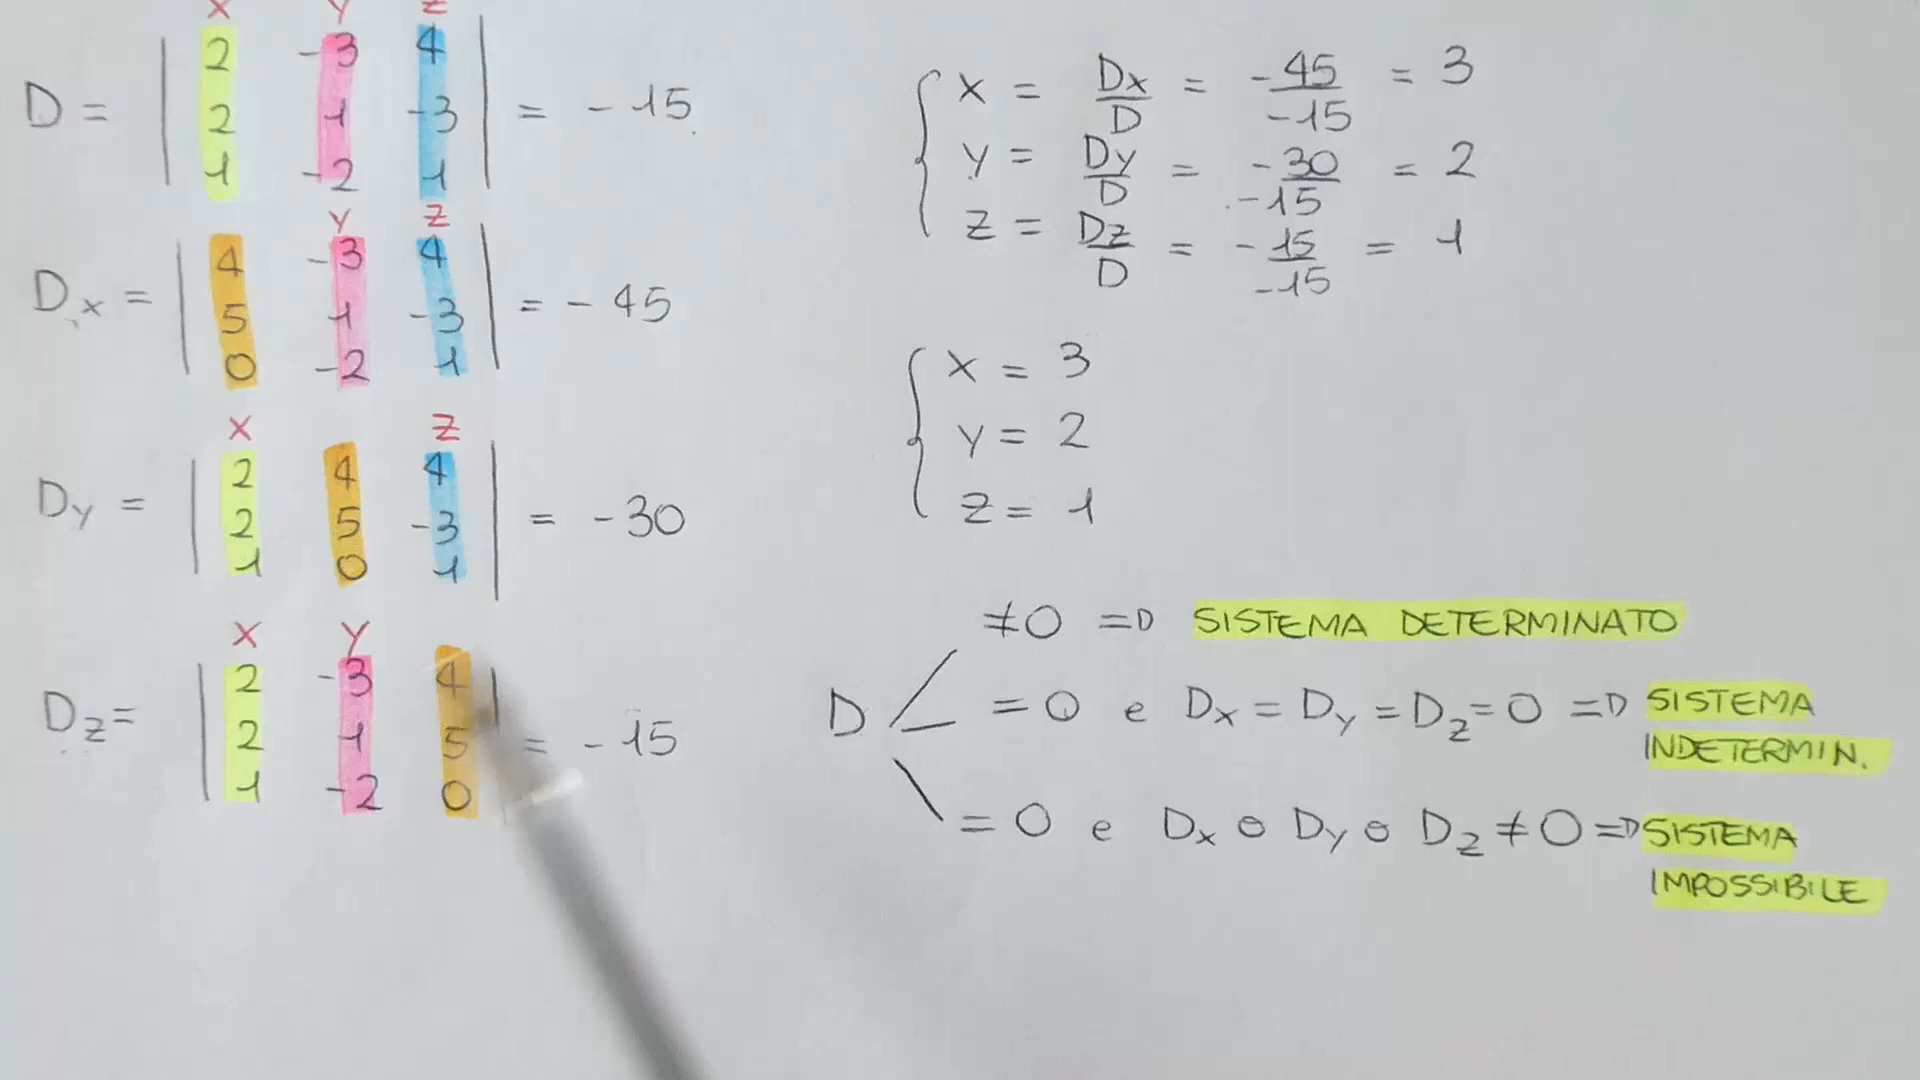 X Y Z
2 -3 4
D = 2 1 -3 = -15
1 -2 1
Y Z
4 -3 4
Dx = 5 1 -3 = -45
0 -2 1
X Z
2 4 4
Dy = 2 5 -3 = -30
1 0 1
X Y
2 -3 4
Dz = 2 1 5 = -15
1 -2 0
X = Dx/D = -45/-15 = 3
Y = Dy/D = -30/-15 = 2
Z = Dz/D = -15/-15 = 1
X = 3
Y = 2
Z = 1
≠0 => SISTEMA DETERMINATO
D =0 e Dx = Dy = Dz = 0 => SISTEMA
INDETERMIN.
=0 e Dx o Dy o Dz ≠ 0 => SISTEMA
IMPOSSIBILE